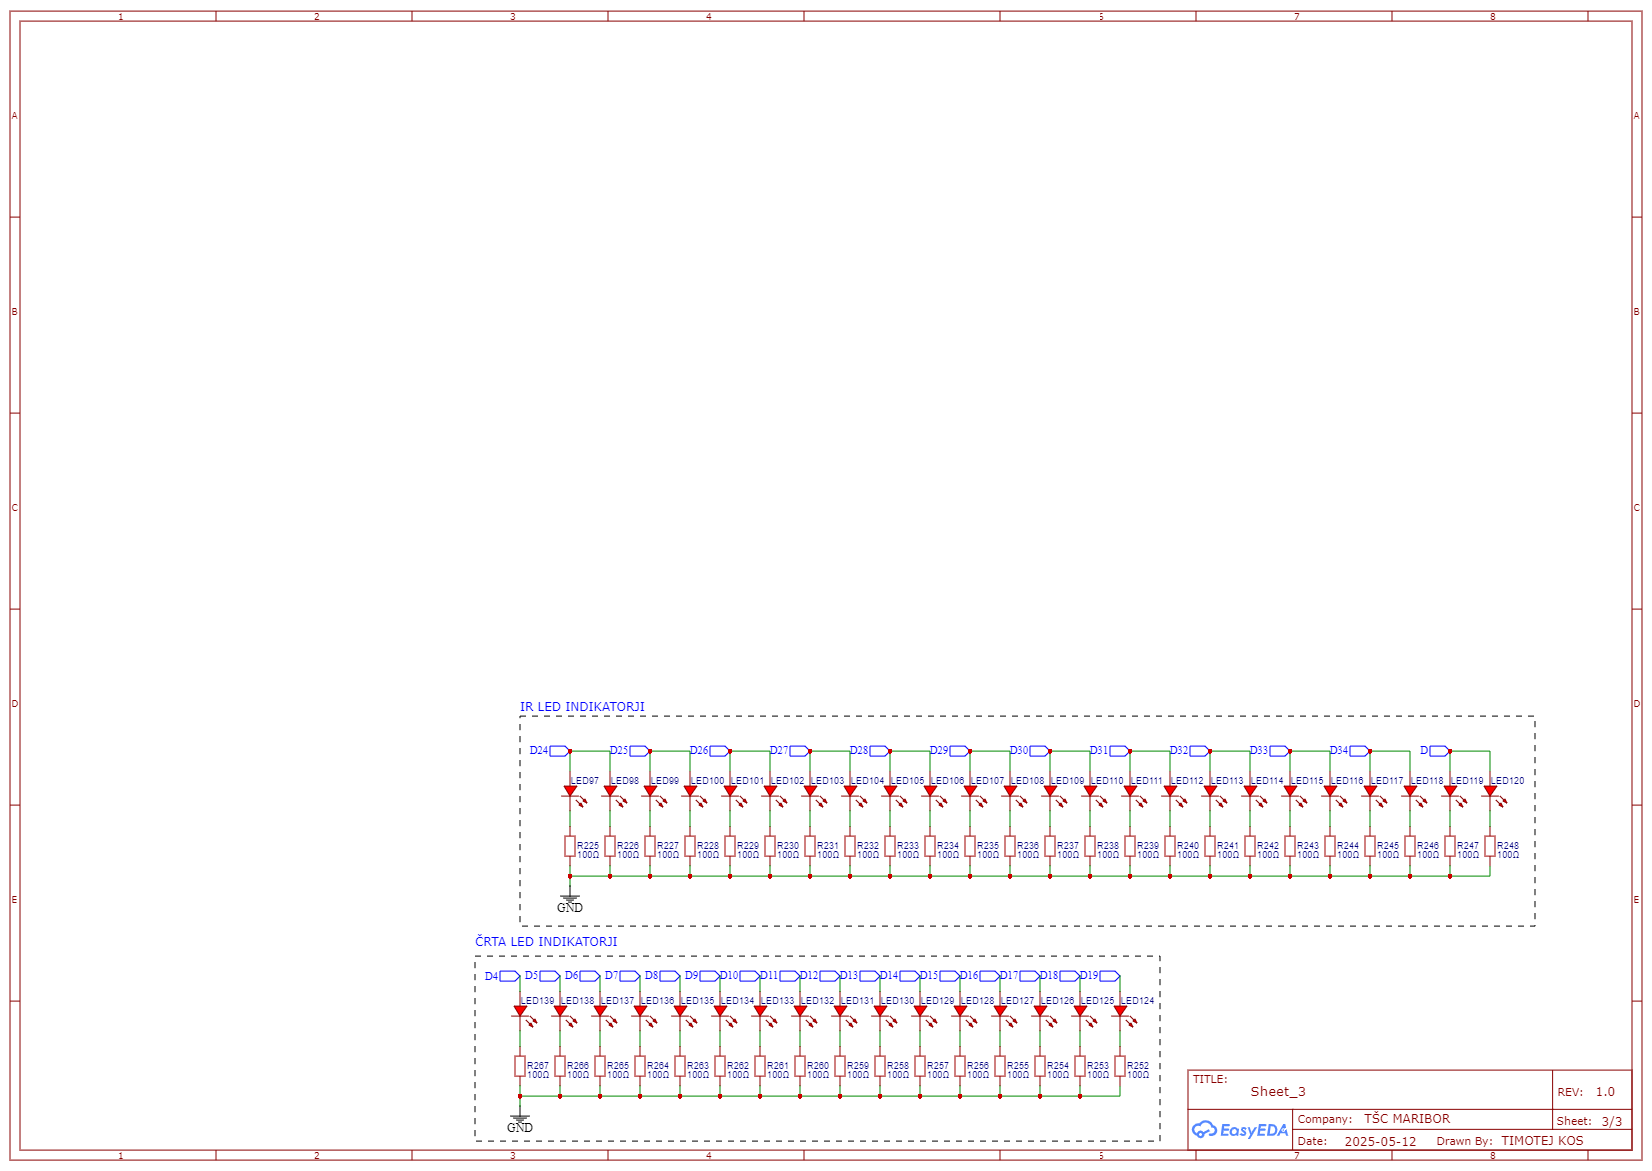 1 2 3 4 5 7 8
A A
B B
C C
D D
E E
IR LED INDIKATORJI
D24 D25 D26 D27 D28 D29 D30 D31 D32 D33 D34 D
LED97 LED98 LED99 LED100 LED101 LED102 LED103 LED104 LED105 LED106 LED107 LED108 LED109 LED110 LED111 LED112 LED113 LED114 LED115 LED116 LED117 LED118 LED119 LED120
R225 R226 R227 R228 R229 R230 R231 R232 R233 R234 R235 R236 R237 R238 R239 R240 R241 R242 R243 R244 R245 R246 R247 R248
100Ω 100Ω 100Ω 100Ω 100Ω 100Ω 100Ω 100Ω 100Ω 100Ω 100Ω 100Ω 100Ω 100Ω 100Ω 100Ω 100Ω 100Ω 100Ω 100Ω 100Ω 100Ω 100Ω 100Ω
GND
ČRTA LED INDIKATORJI
D4 D5 D6 D7 D8 D9 D10 D11 D12 D13 D14 D15 D16 D17 D18 D19
LED139 LED138 LED137 LED136 LED135 LED134 LED133 LED132 LED131 LED130 LED129 LED128 LED127 LED126 LED125 LED124
R267 R266 R265 R264 R263 R262 R261 R260 R259 R258 R257 R256 R255 R254 R253 R252
100Ω 100Ω 100Ω 100Ω 100Ω 100Ω 100Ω 100Ω 100Ω 100Ω 100Ω 100Ω 100Ω 100Ω 100Ω 100Ω
GND
TITLE:
Sheet_3
REV: 1.0
EasyEDA
Company: TŠC MARIBOR
Sheet: 3/3
Date: 2025-05-12 Drawn By: TIMOTEJ KOS
1 2 3 4 5 7 8